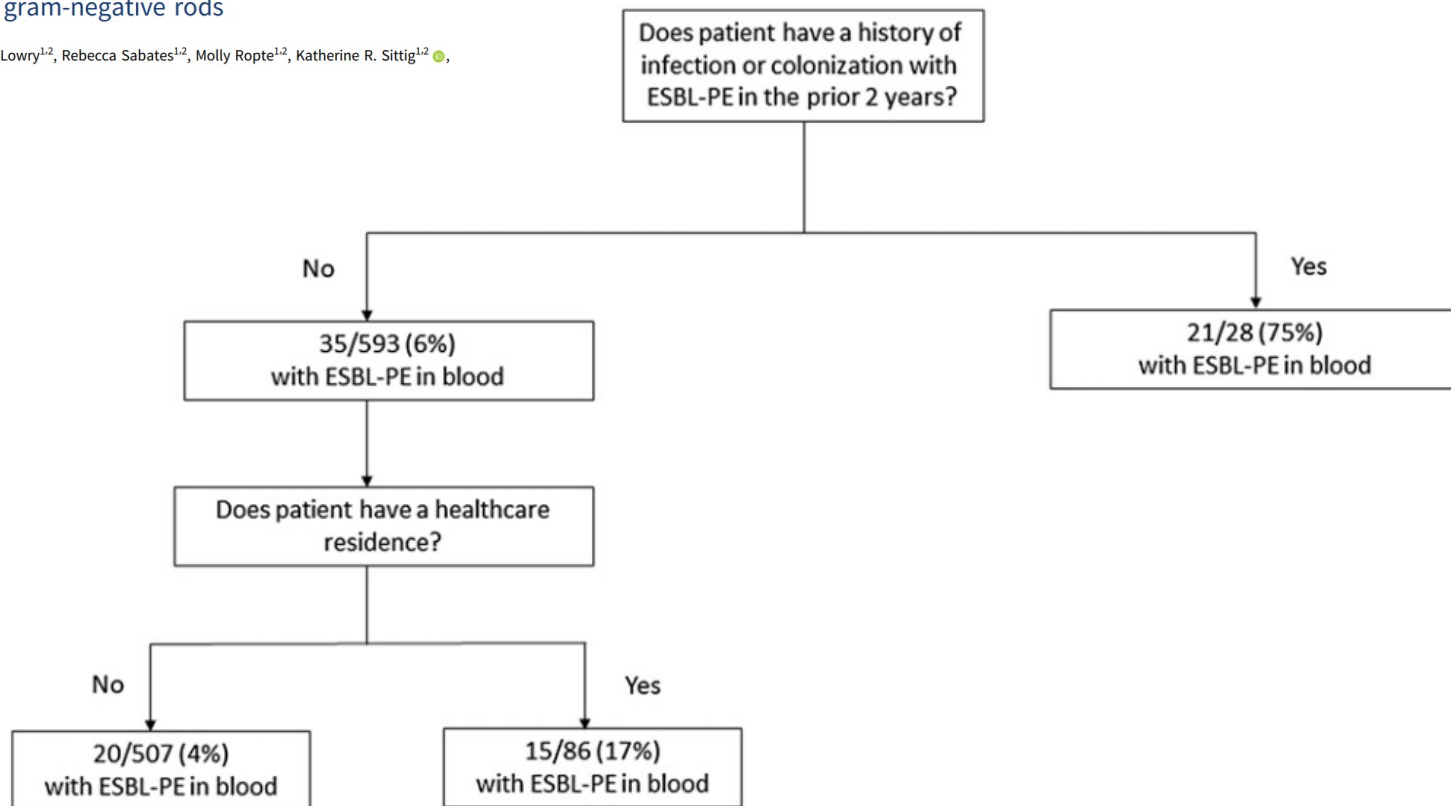 gram-negative rods
Lowry1,2, Rebecca Sabates1,2, Molly Ropte1,2, Katherine R. Sittig1,2 iD,
Does patient have a history of
infection or colonization with
ESBL-PE in the prior 2 years?
No
Yes
35/593 (6%)
with ESBL-PE in blood
21/28 (75%)
with ESBL-PE in blood
Does patient have a healthcare
residence?
No
Yes
20/507 (4%)
with ESBL-PE in blood
15/86 (17%)
with ESBL-PE in blood